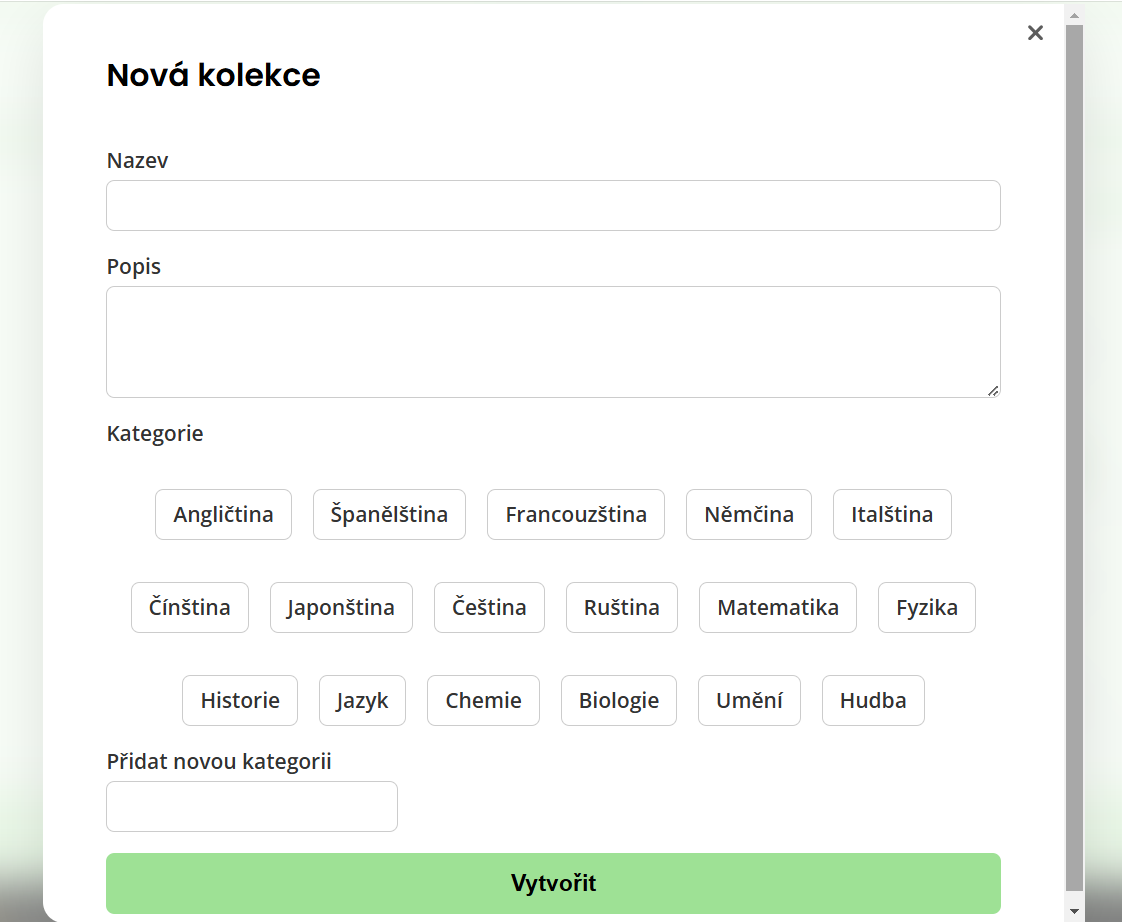 Nová kolekce
Nazev
Popis
Kategorie
Angličtina Španělština Francouzština Němčina Italština
Čínština Japonština Čeština Ruština Matematika Fyzika
Historie Jazyk Chemie Biologie Umění Hudba
Přidat novou kategorii
Vytvořit